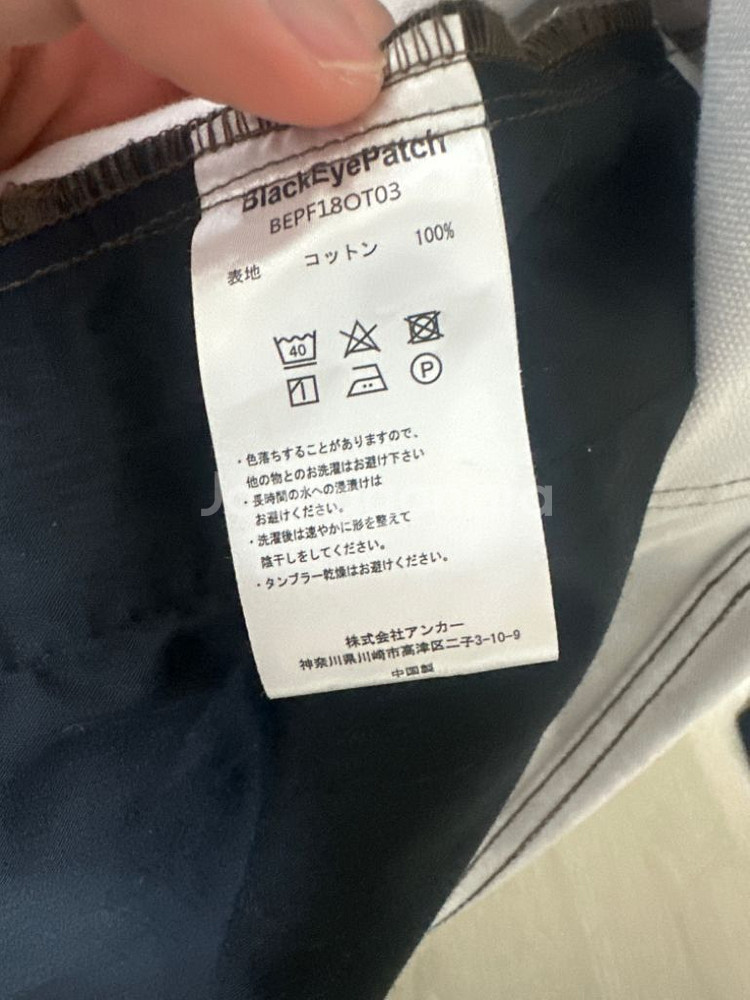 BlackEyePatch
BEPF18OT03
表地 コットン 100%
40
P
・色落ちすることがありますので、
他の物とのお洗濯はお避け下さい
・長時間の水への浸漬けは
お避けください。
・洗濯後は速やかに形を整えて
陰干しをしてください。
・タンブラー乾燥はお避けください。
株式会社アンカー
神奈川県川崎市高津区二子3-10-9
中国製